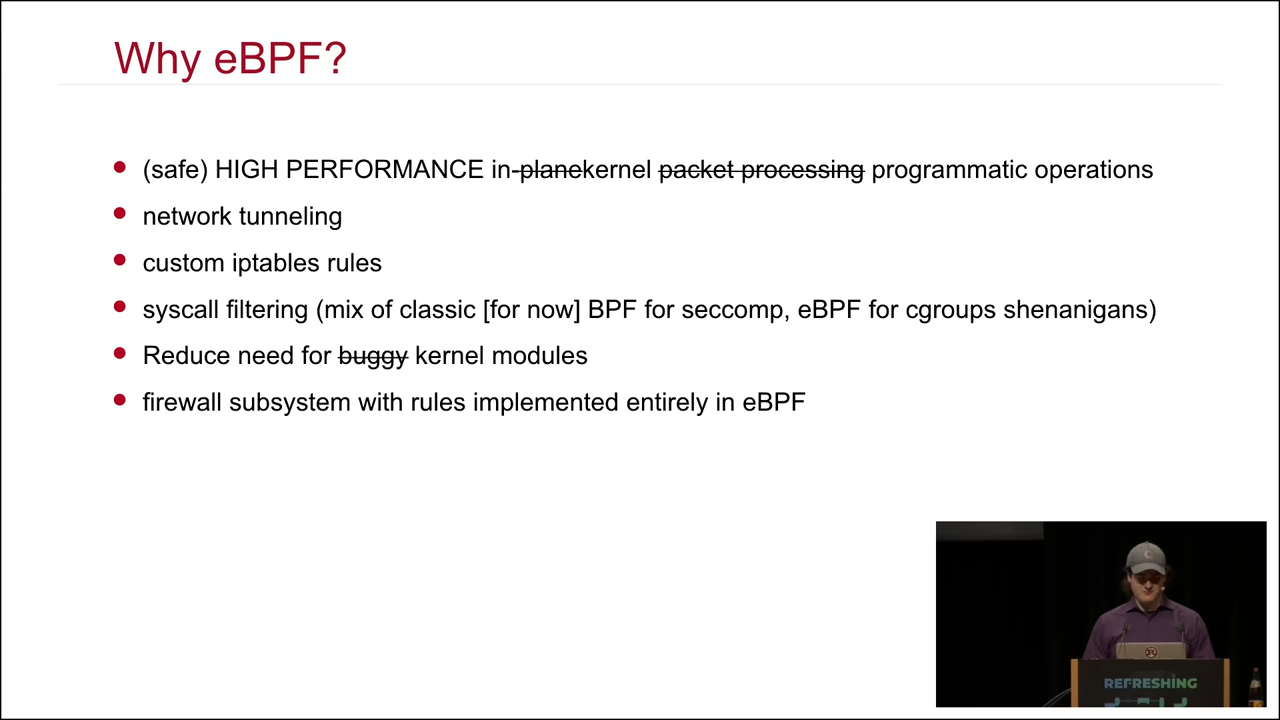 Why eBPF?
(safe) HIGH PERFORMANCE in-planekernel packet processing programmatic operations
network tunneling
custom iptables rules
syscall filtering (mix of classic [for now] BPF for seccomp, eBPF for cgroups shenanigans)
Reduce need for buggy kernel modules
firewall subsystem with rules implemented entirely in eBPF
REFRESHING